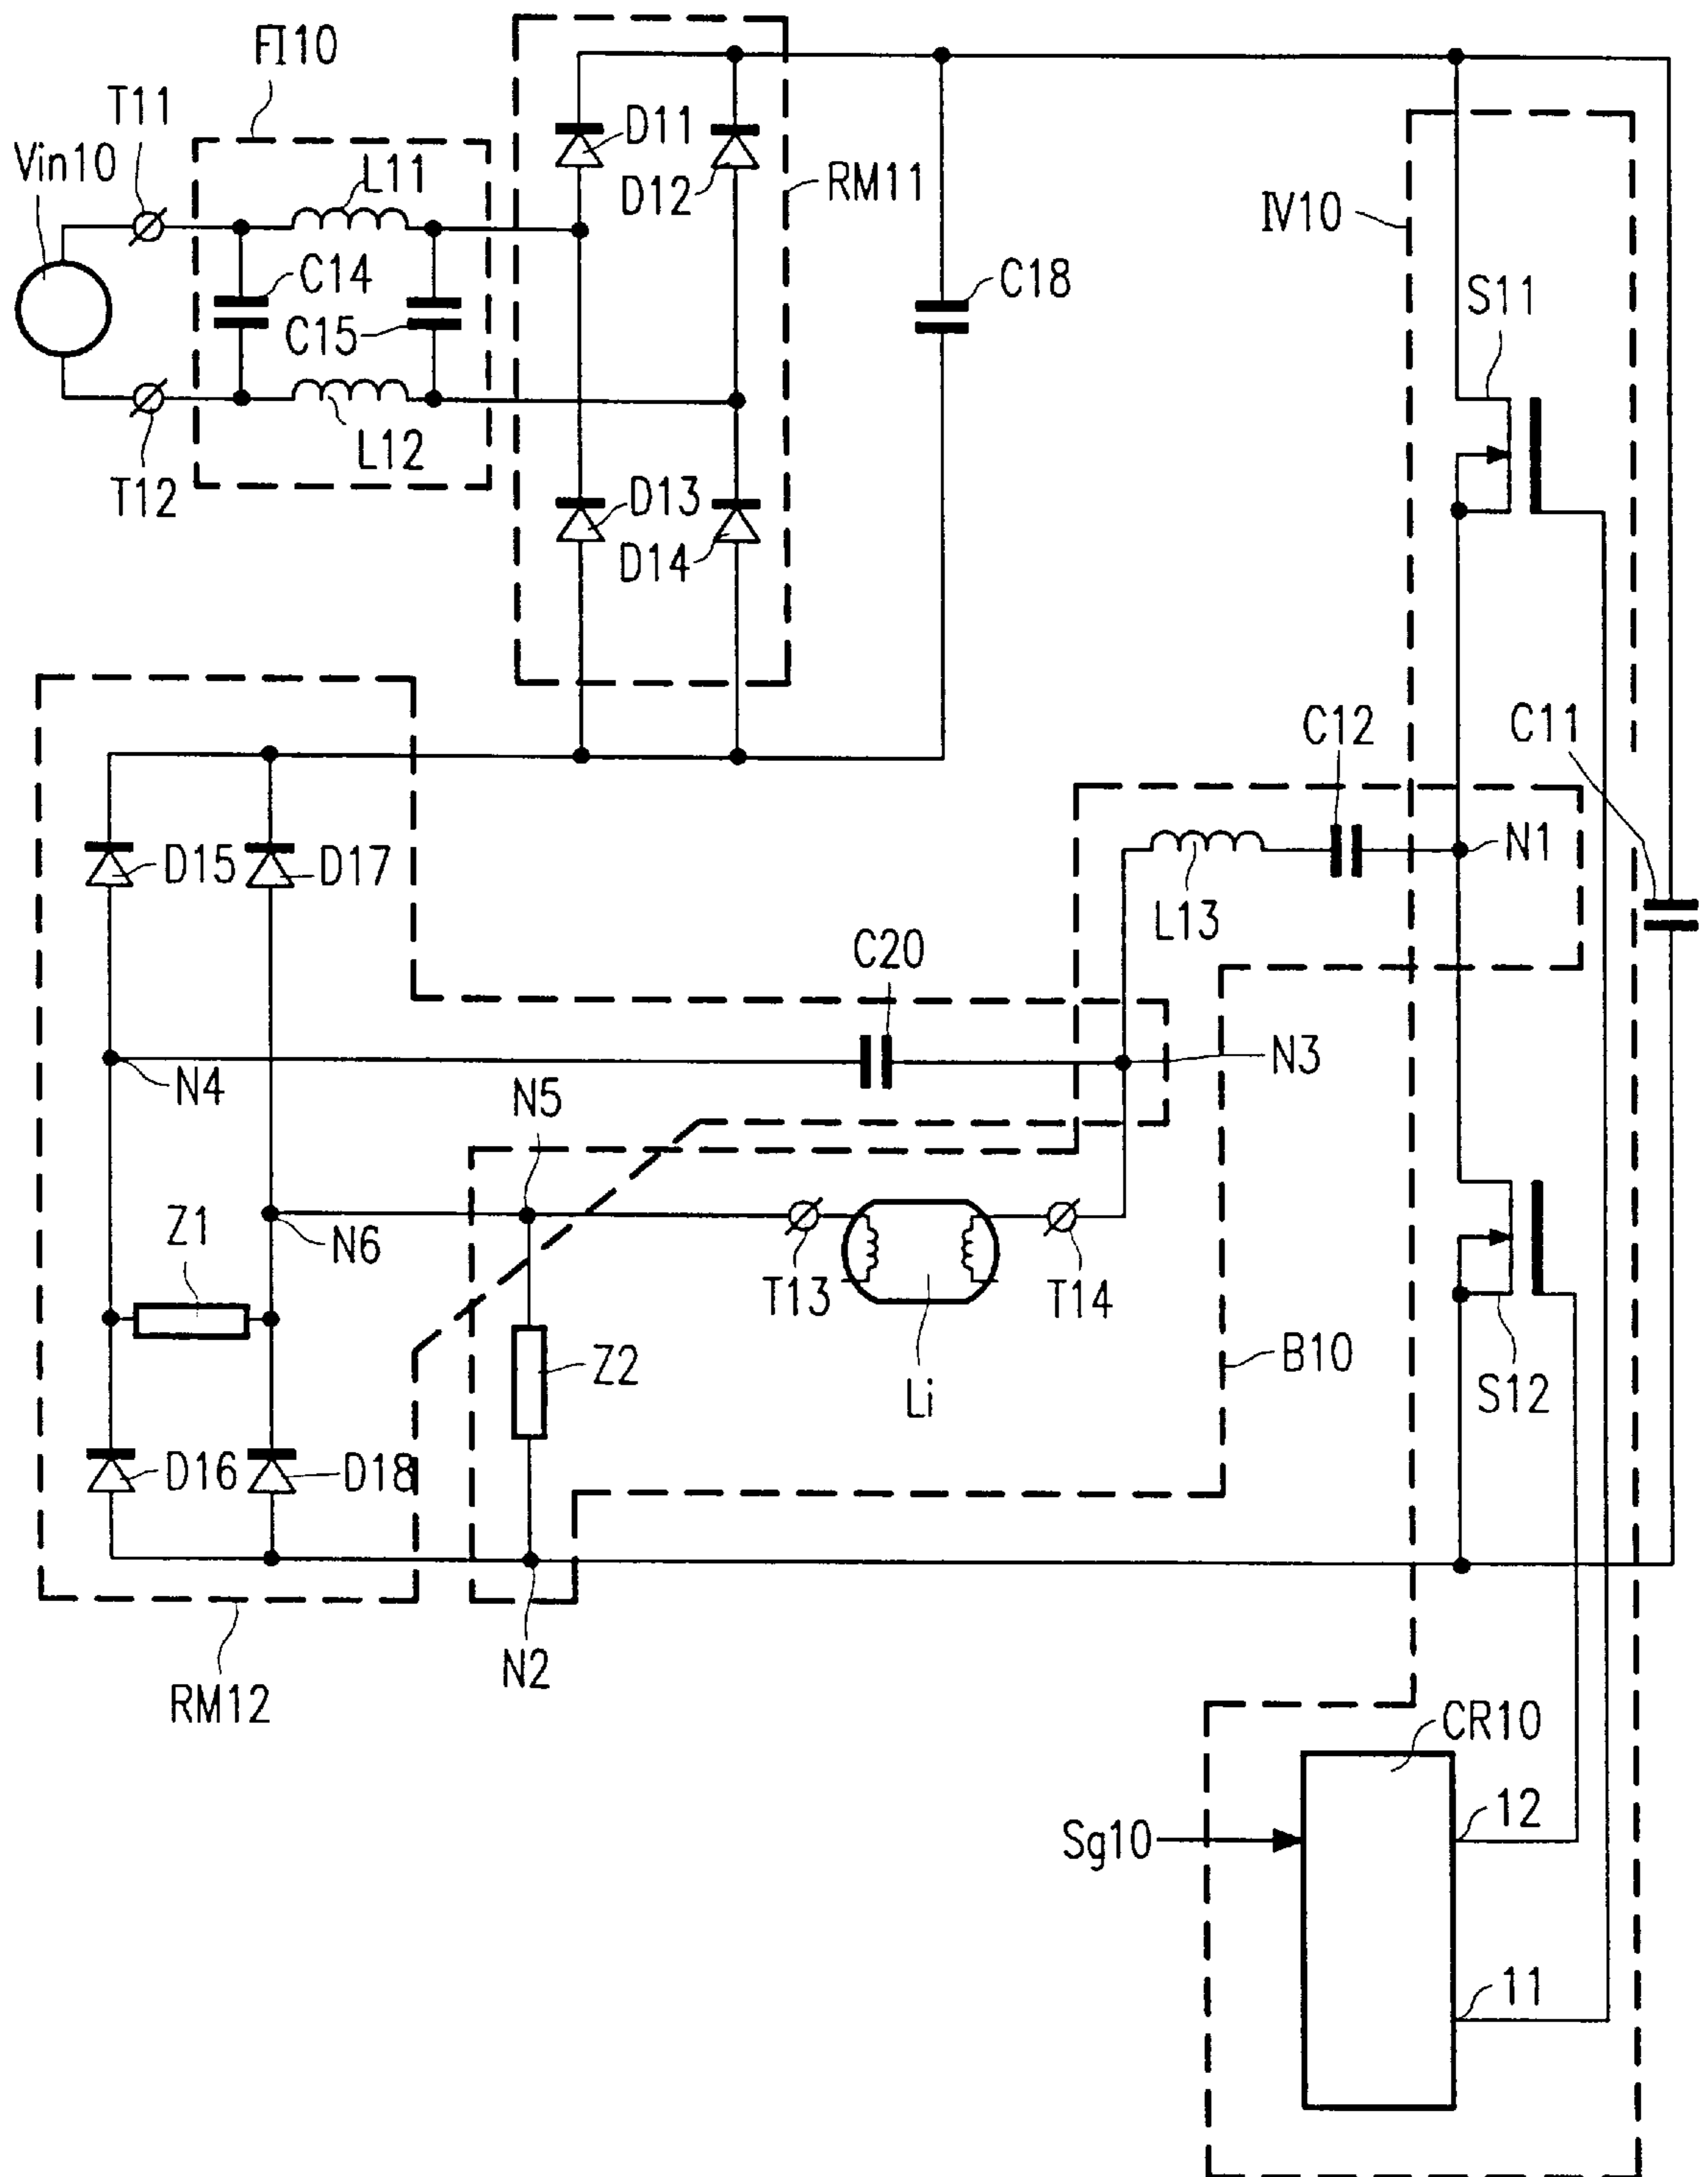 FI10
T11
Vin10
L11
D11
D12
RM11
IV10
C14
C15
C18
S11
L12
T12
D13
D14
C12
C11
D15
D17
N1
L13
C20
N3
N4
N5
Z1
N6
T13
T14
Z2
Li
B10
S12
D16
D18
N2
RM12
CR10
12
Sg10
11